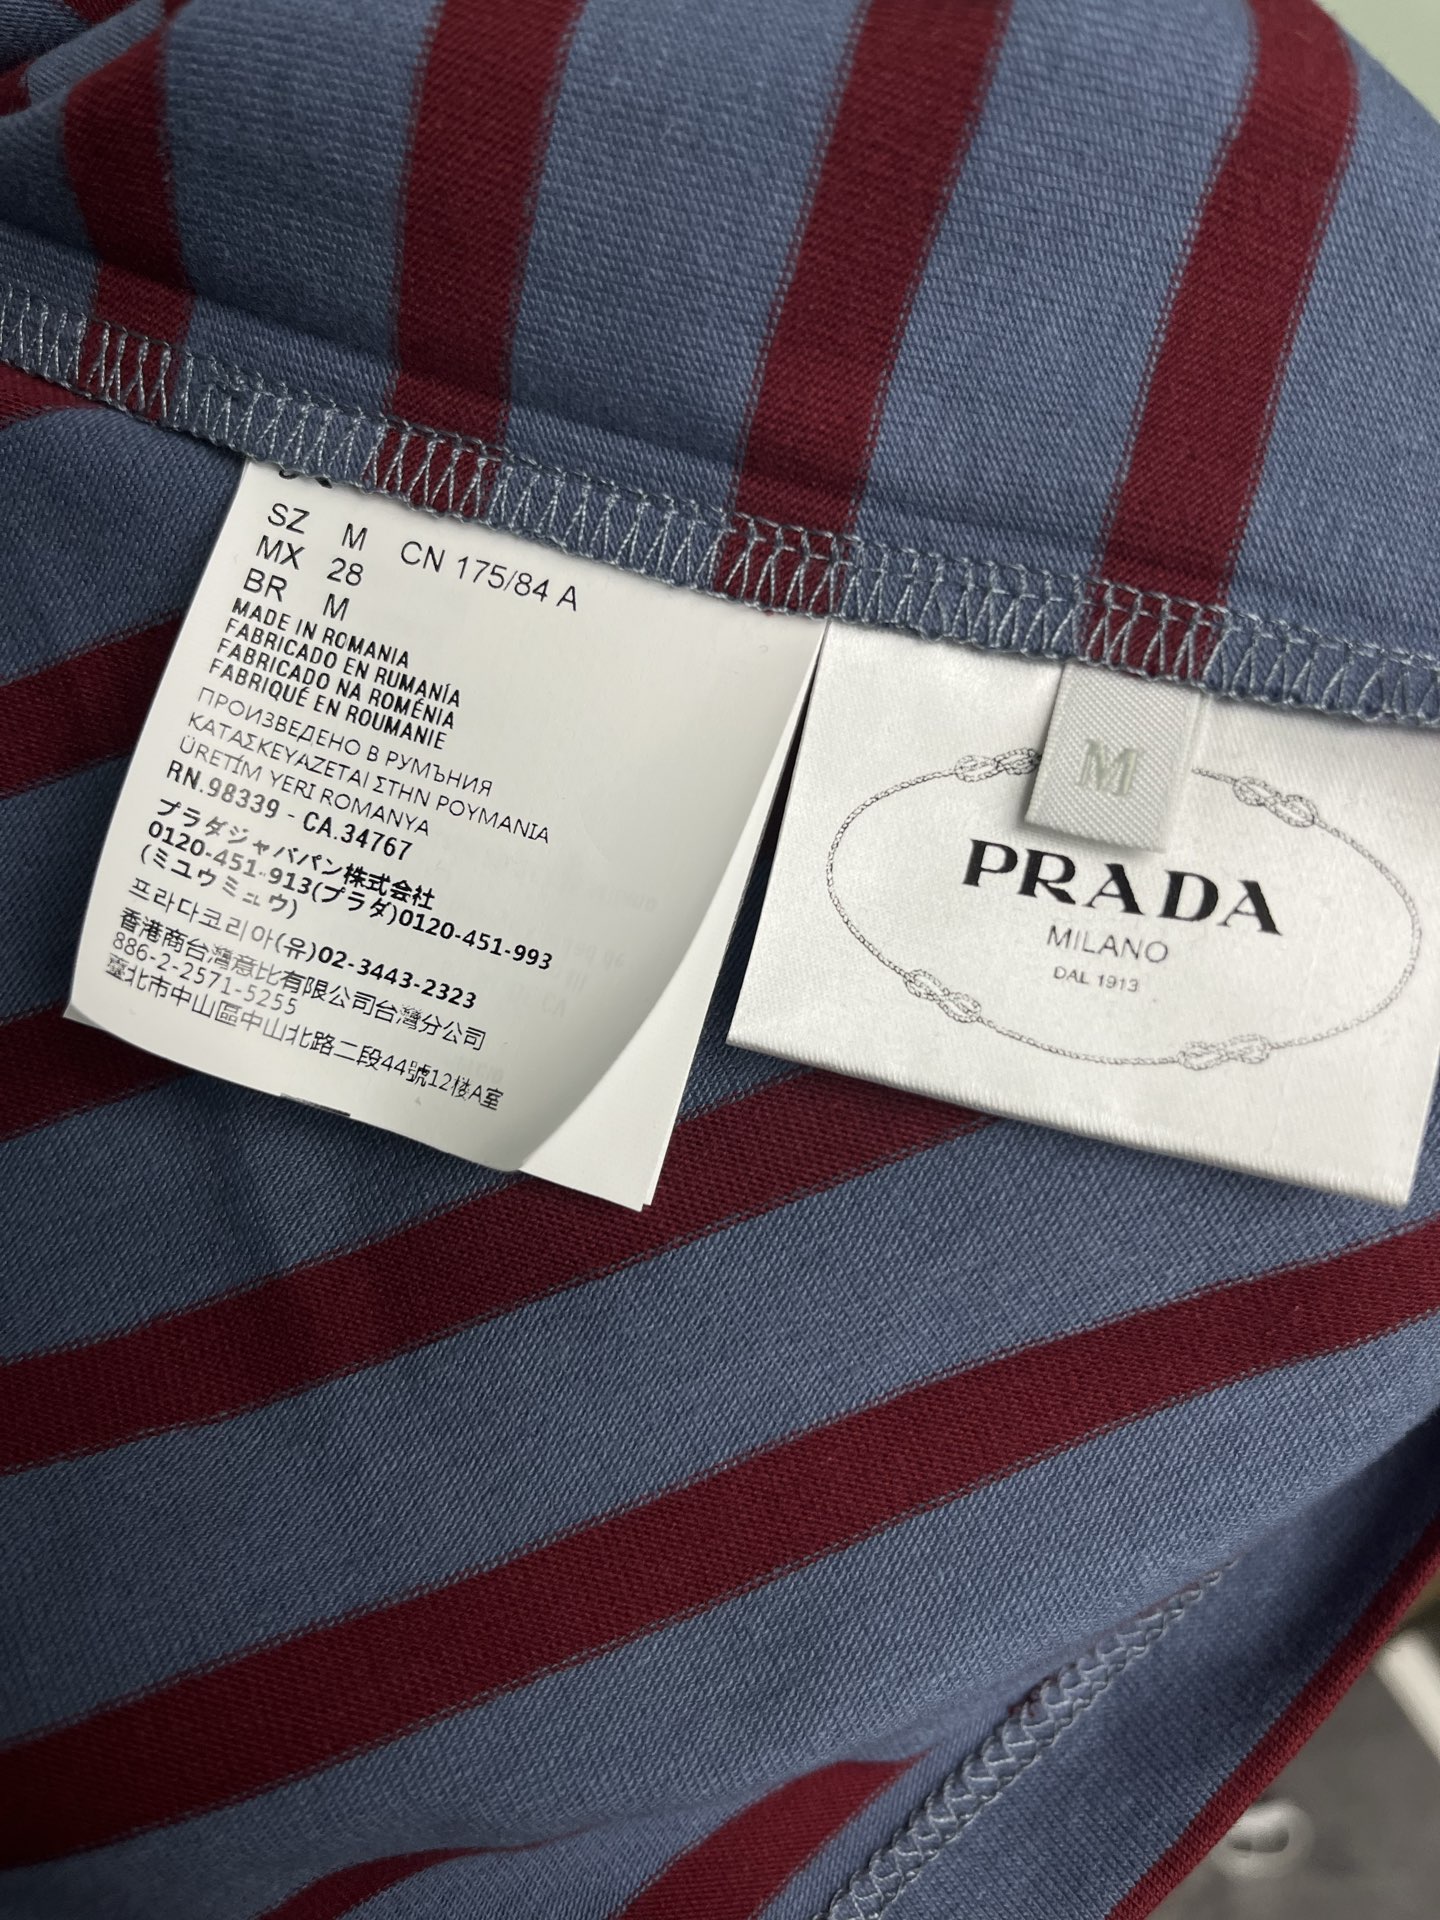 SZ M CN 175/84 A
MX 28
BR M
MADE IN ROMANIA
FABRICADO EN RUMANÍA
FABRICADO NA ROMÉNIA
FABRIQUÉ EN ROUMANIE
ПРОИЗВЕДЕНО В РУМЪНИЯ
ΚΑΤΑΣΚΕΥΑΖΕΤΑΙ ΣΤΗΝ ΡΟΥΜΑΝΙΑ
ÜRETİM YERI ROMANYA
RN.98339 - CA.34767
プラダジャパパン株式会社
0120-451-913(プラダ)0120-451-993
(ミユウミュウ)
프라다코리아(유)02-3443-2323
香港商台灣意比有限公司台灣分公司
886-2-2571-5255
臺北市中山區中山北路二段44號12楼A室
M
PRADA
MILANO
DAL 1913